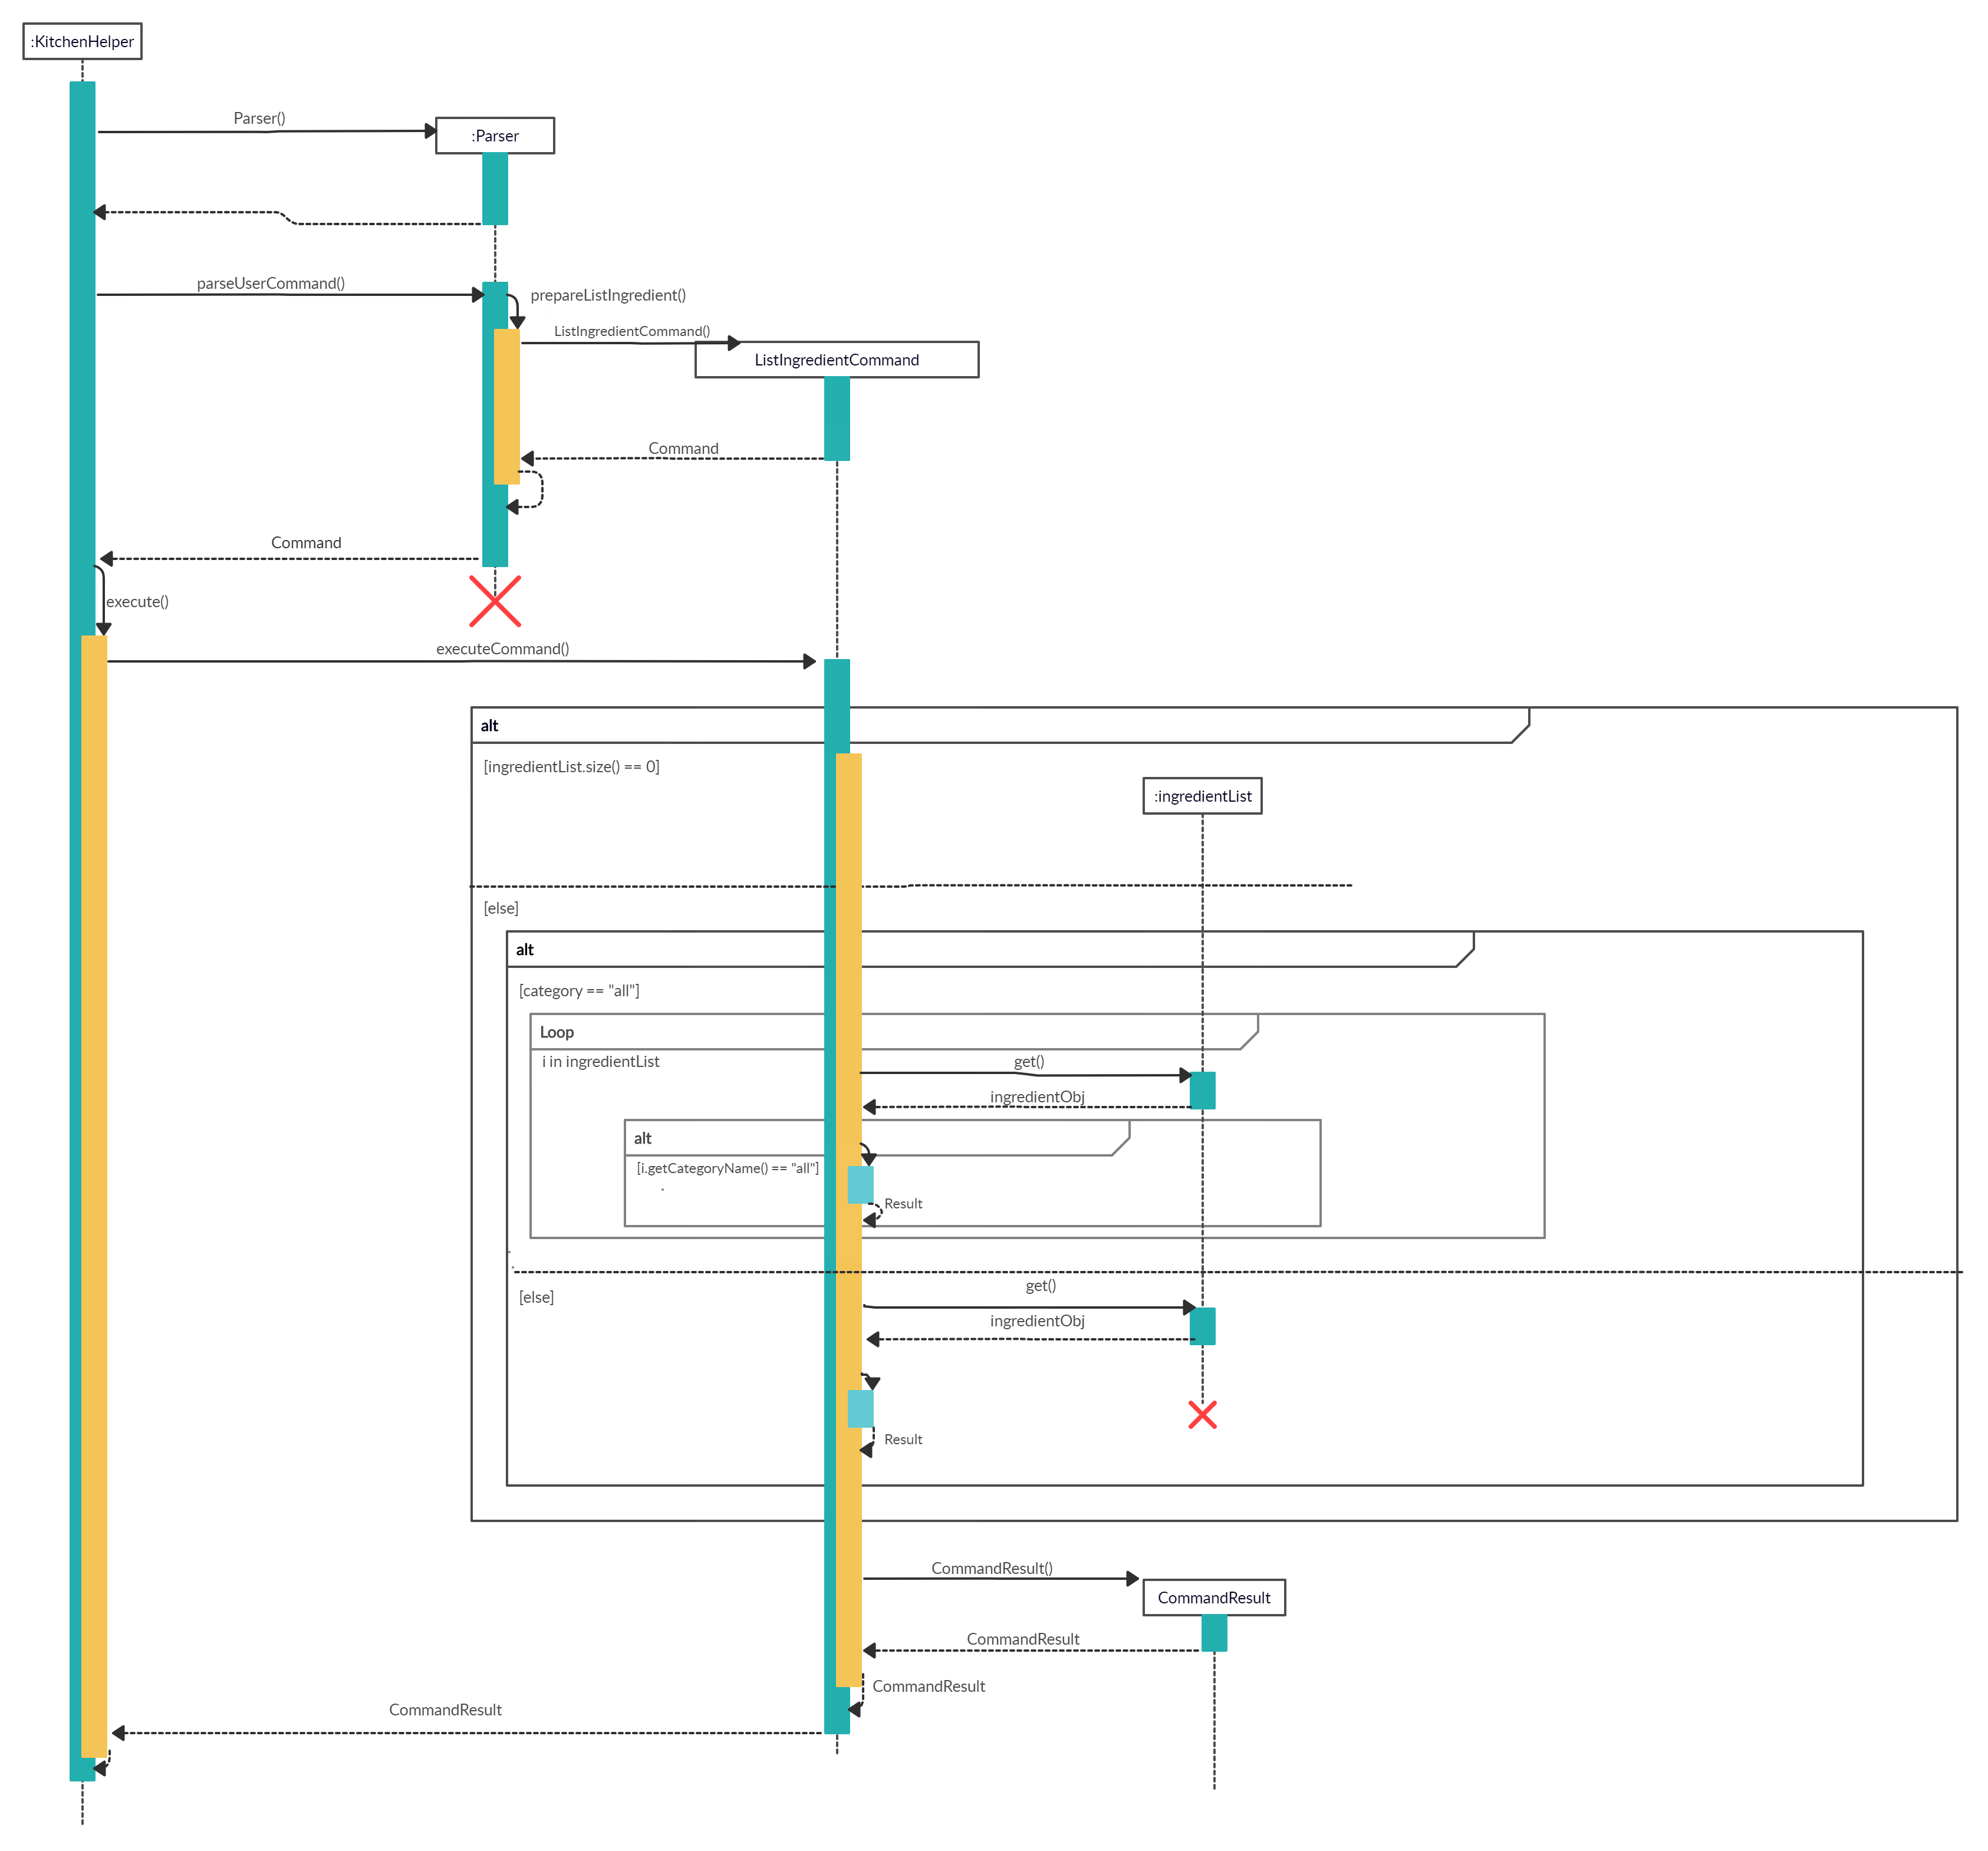 :KitchenHelper
Parser()
:Parser
parseUserCommand()
prepareListIngredient()
ListIngredientCommand()
ListIngredientCommand
Command
Command
execute()
executeCommand()
alt
[ingredientList.size() == 0]
:ingredientList
[else]
alt
[category == "all"]
Loop
i in ingredientList
get()
ingredientObj
alt
[i.getCategoryName() == "all"]
Result
get()
[else]
ingredientObj
Result
CommandResult()
CommandResult
CommandResult
CommandResult
CommandResult